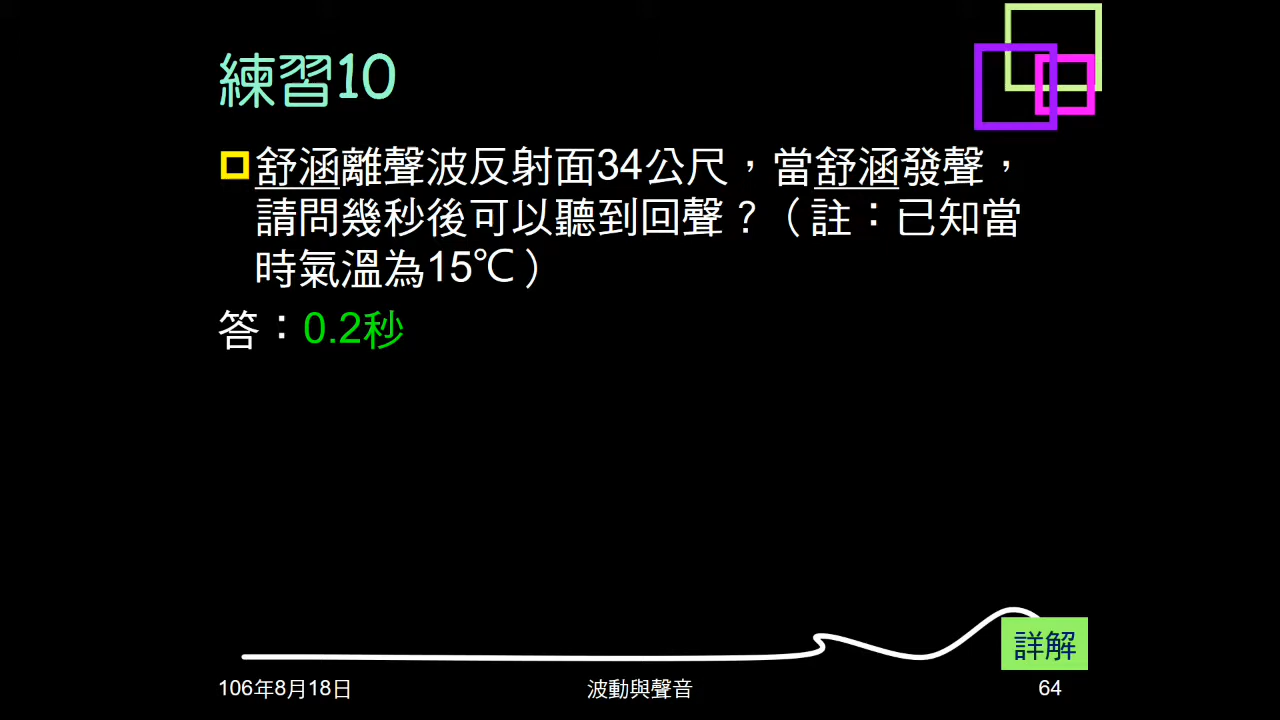 練習10
舒涵離聲波反射面34公尺，當舒涵發聲，
請問幾秒後可以聽到回聲？（註：已知當
時氣溫為15℃）
答：0.2秒
詳解
106年8月18日
波動與聲音
64